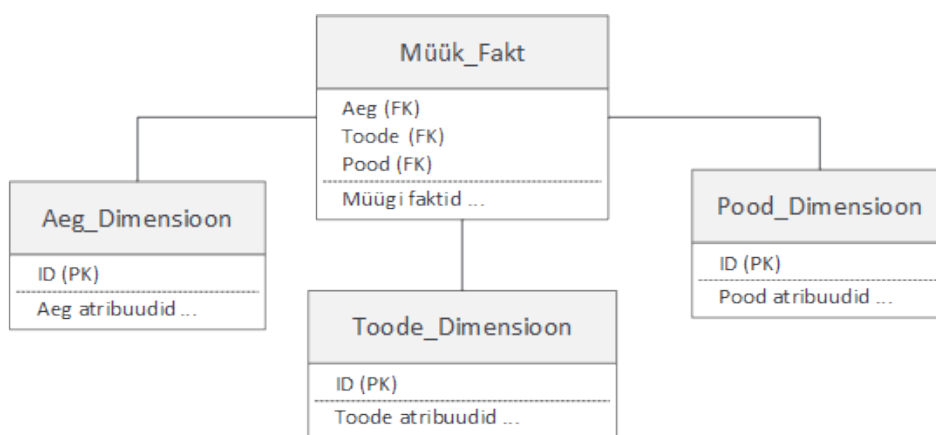 Müük_Fakt
Aeg (FK)
Toode (FK)
Pood (FK)
Müügi faktid ...
Aeg_Dimensioon
ID (PK)
Aeg atribuudid ...
Toode_Dimensioon
ID (PK)
Toode atribuudid ...
Pood_Dimensioon
ID (PK)
Pood atribuudid ...